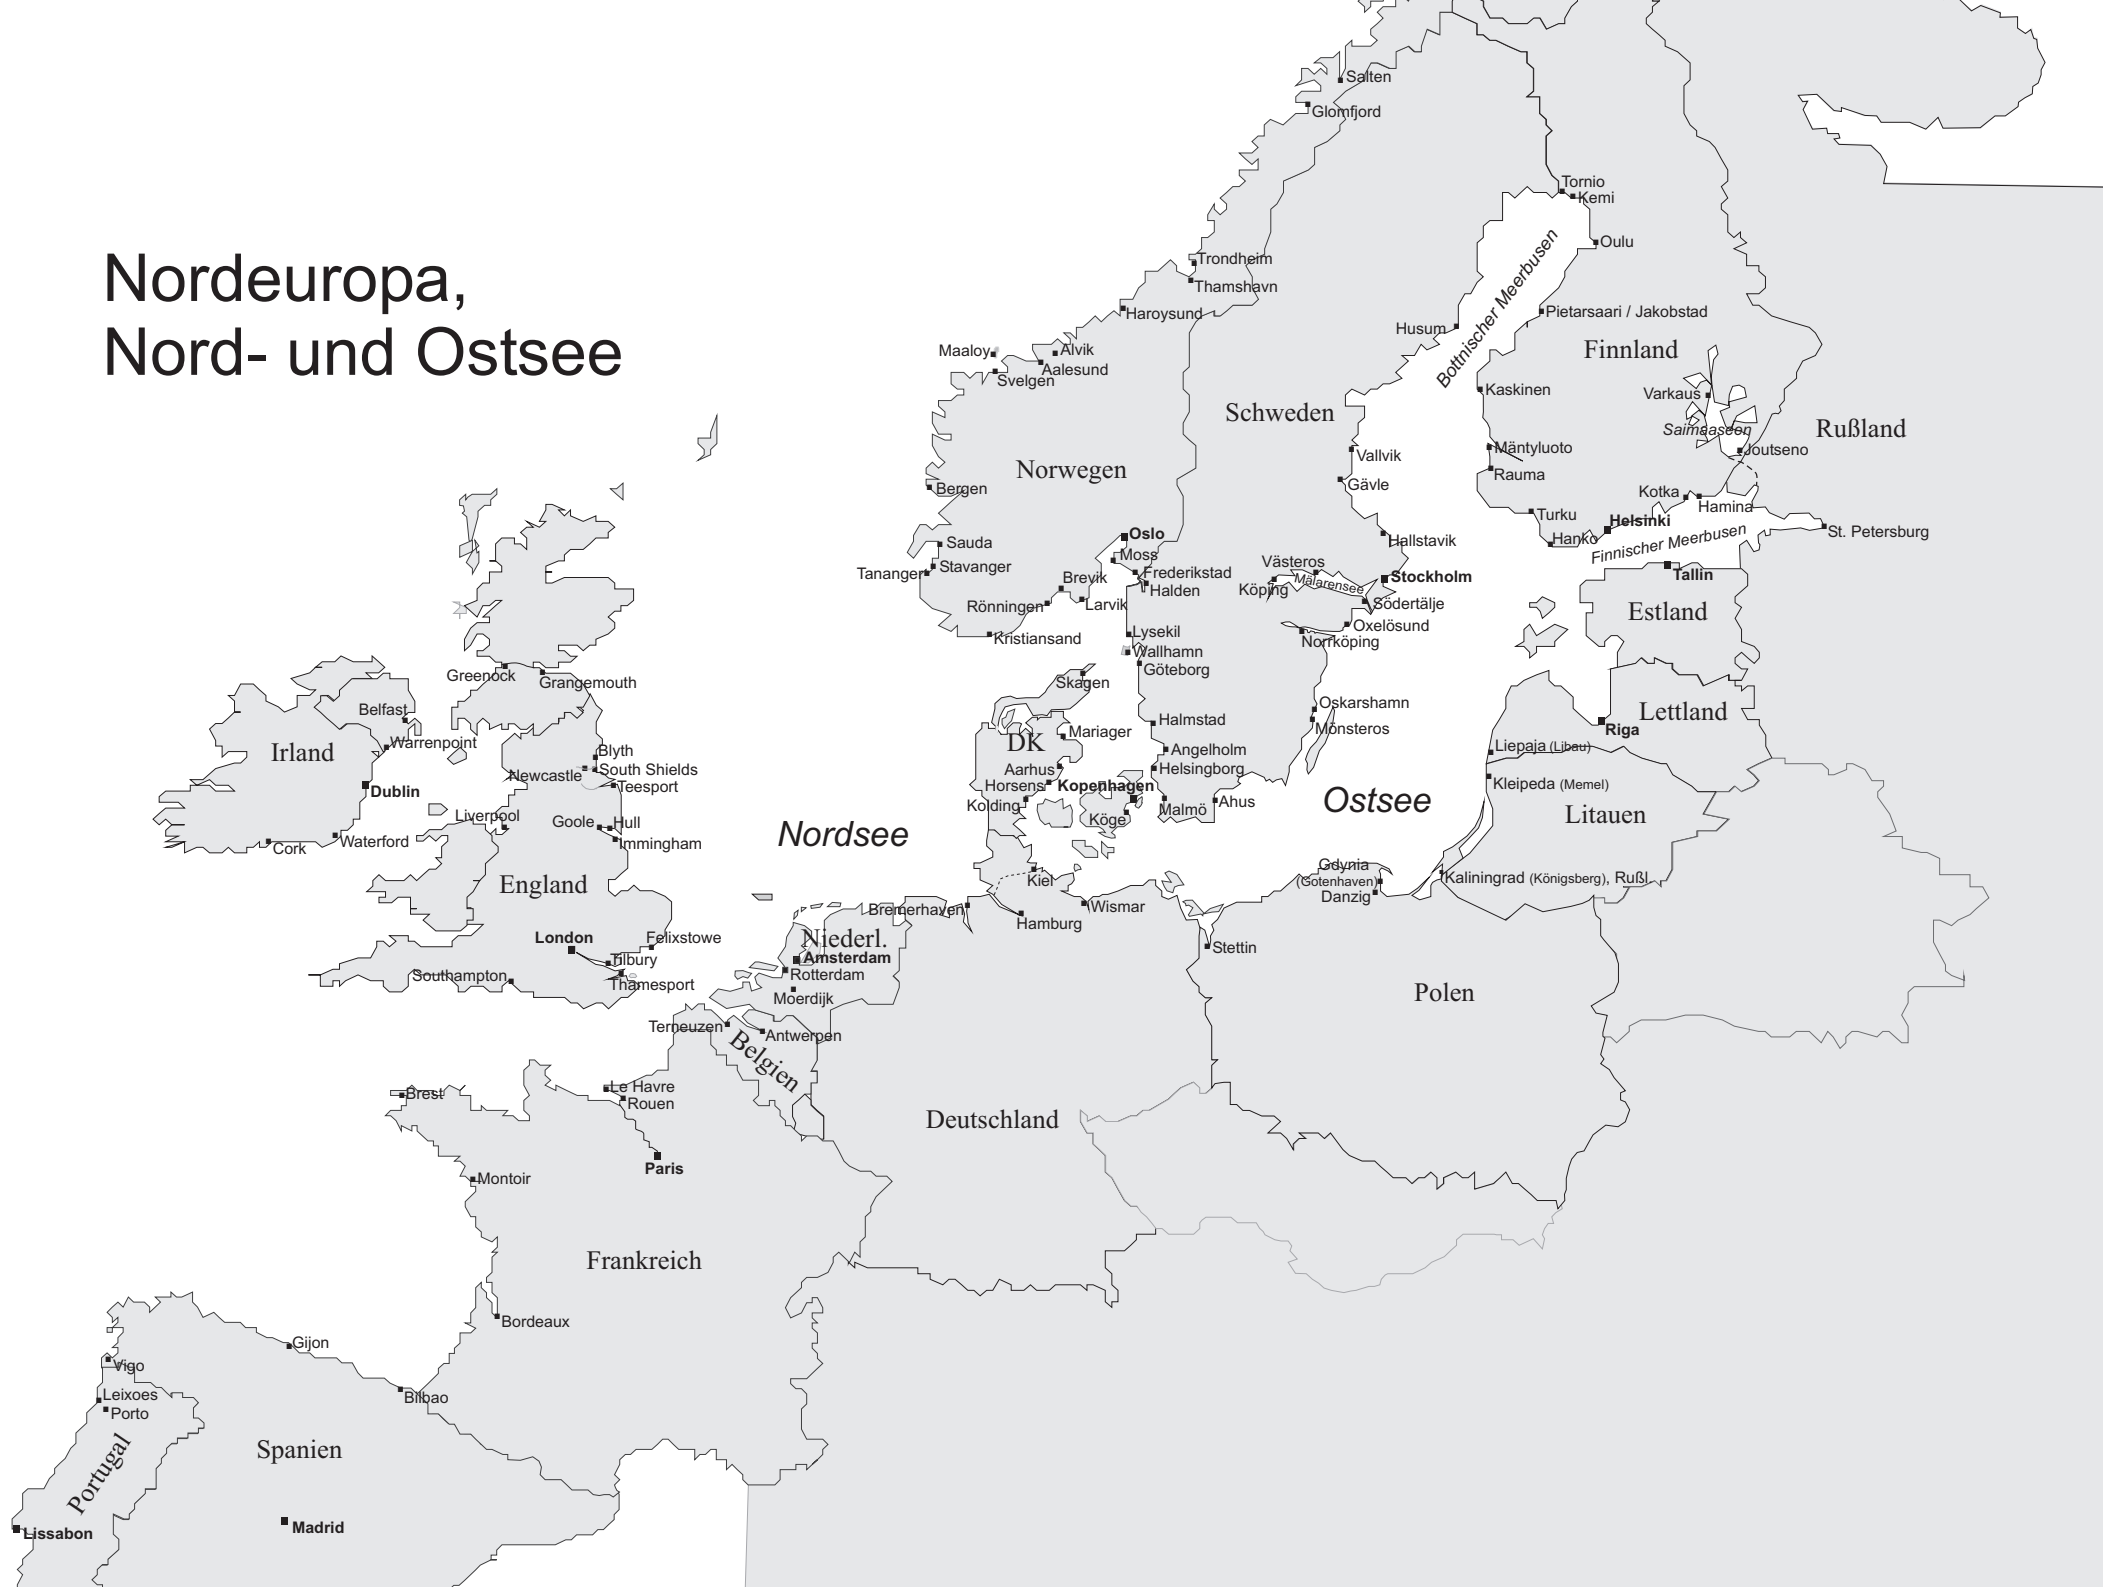 Nordeuropa,
Nord- und Ostsee
Salten
Glomfjord
Tornio
Kemi
Oulu
Trondheim
Thamshavn
Haroysund
Bottnischer Meerbusen
Pietarsaari / Jakobstad
Husum
Finnland
Maaloy
Alvik
Aalesund
Svelgen
Kaskinen
Varkaus
Schweden
Saimaaseen
Rußland
Joutseno
Mäntyluoto
Vallvik
Norwegen
Rauma
Gävle
Bergen
Kotka
Hamina
Turku
Helsinki
St. Petersburg
Oslo
Hallstavik
Hanko
Finnischer Meerbusen
Sauda
Moss
Stavanger
Tananger
Västeros
Frederikstad
Brevik
Halden
Köping
Mälarensee
Stockholm
Tallin
Rönningen
Larvik
Södertälje
Estland
Kristiansand
Lysekil
Oxelösund
Norrköping
Wallhamn
Göteborg
Greenock
Grangemouth
Skagen
Oskarshamn
Mönsteros
Belfast
Halmstad
Lettland
Riga
Mariager
DK
Warrenpoint
Irland
Blyth
Angelholm
Liepaja (Libau)
South Shields
Newcastle
Teesport
Aarhus
Helsingborg
Horsens
Kopenhagen
Kleipeda (Memel)
Dublin
Kolding
Malmö
Ahus
Ostsee
Litauen
Liverpool
Goole
Hull
Köge
Nordsee
Immingham
Waterford
Cork
Gdynia
(Gotenhaven)
Danzig
Kaliningrad (Königsberg), Rußl.
England
Kiel
Bremerhaven
Wismar
Hamburg
London
Felixstowe
Niederl.
Amsterdam
Stettin
Tilbury
Southampton
Thamesport
Rotterdam
Moerdijk
Polen
Terneuzen
Antwerpen
Belgien
Brest
Le Havre
Rouen
Deutschland
Paris
Montoir
Frankreich
Bordeaux
Gijon
Vigo
Leixoes
Porto
Bilbao
Portugal
Spanien
Lissabon
Madrid